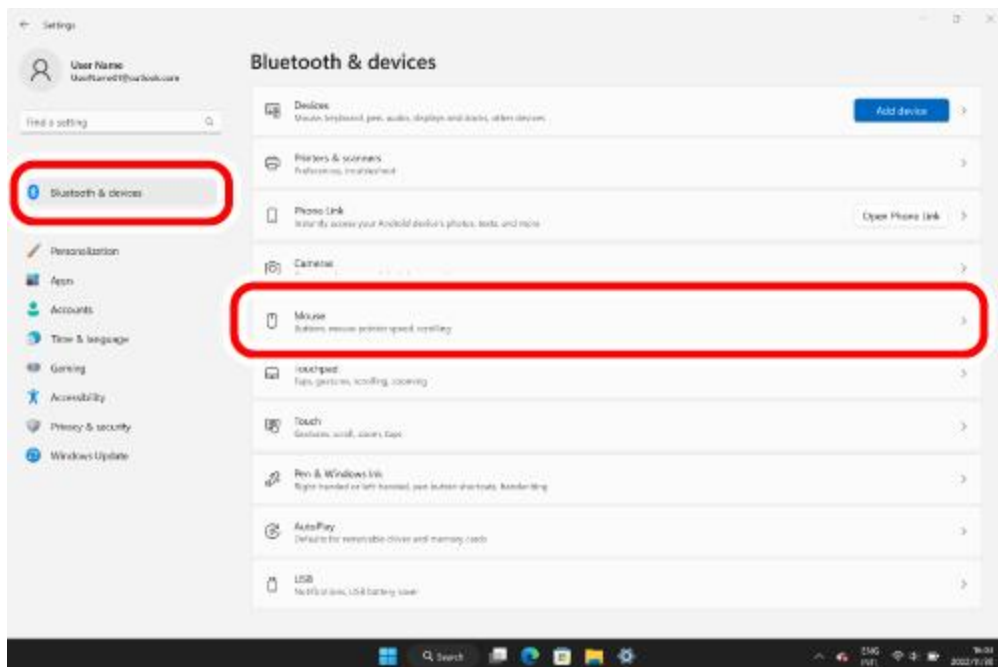 Settings
User Name
Bluetooth & devices
Find a setting
Bluetooth & devices
Personalization
Apps
Accounts
Time & language
Gaming
Accessibility
Privacy & security
Windows Update
Devices
Mouse, keyboard, pen, audio, displays and docks, other devices
Add device
Printers & scanners
Preferences, troubleshoot
Phone Link
Instantly access your Android device's photos, texts, and more
Open Phone Link
Cameras
Mouse
Buttons, mouse pointer speed, scrolling
Touchpad
Taps, gestures, scrolling, zooming
Touch
Gestures, scroll, zoom, taps
Pen & Windows Ink
Right-handed or left-handed, pen button shortcuts, handwriting
AutoPlay
Defaults for removable drives and memory cards
USB
Notifications, USB battery saver
Search
ENG